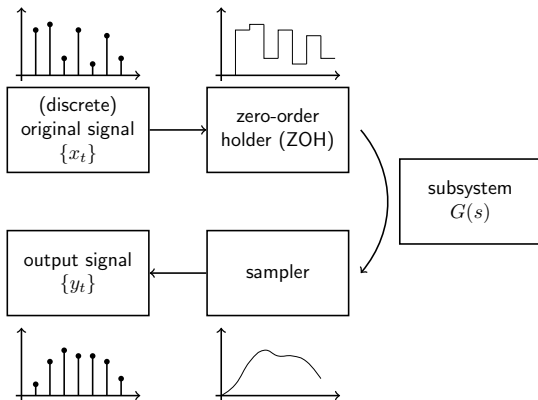 (discrete)
original signal
{x_t}
zero-order
holder (ZOH)
subsystem
G(s)
output signal
{y_t}
sampler